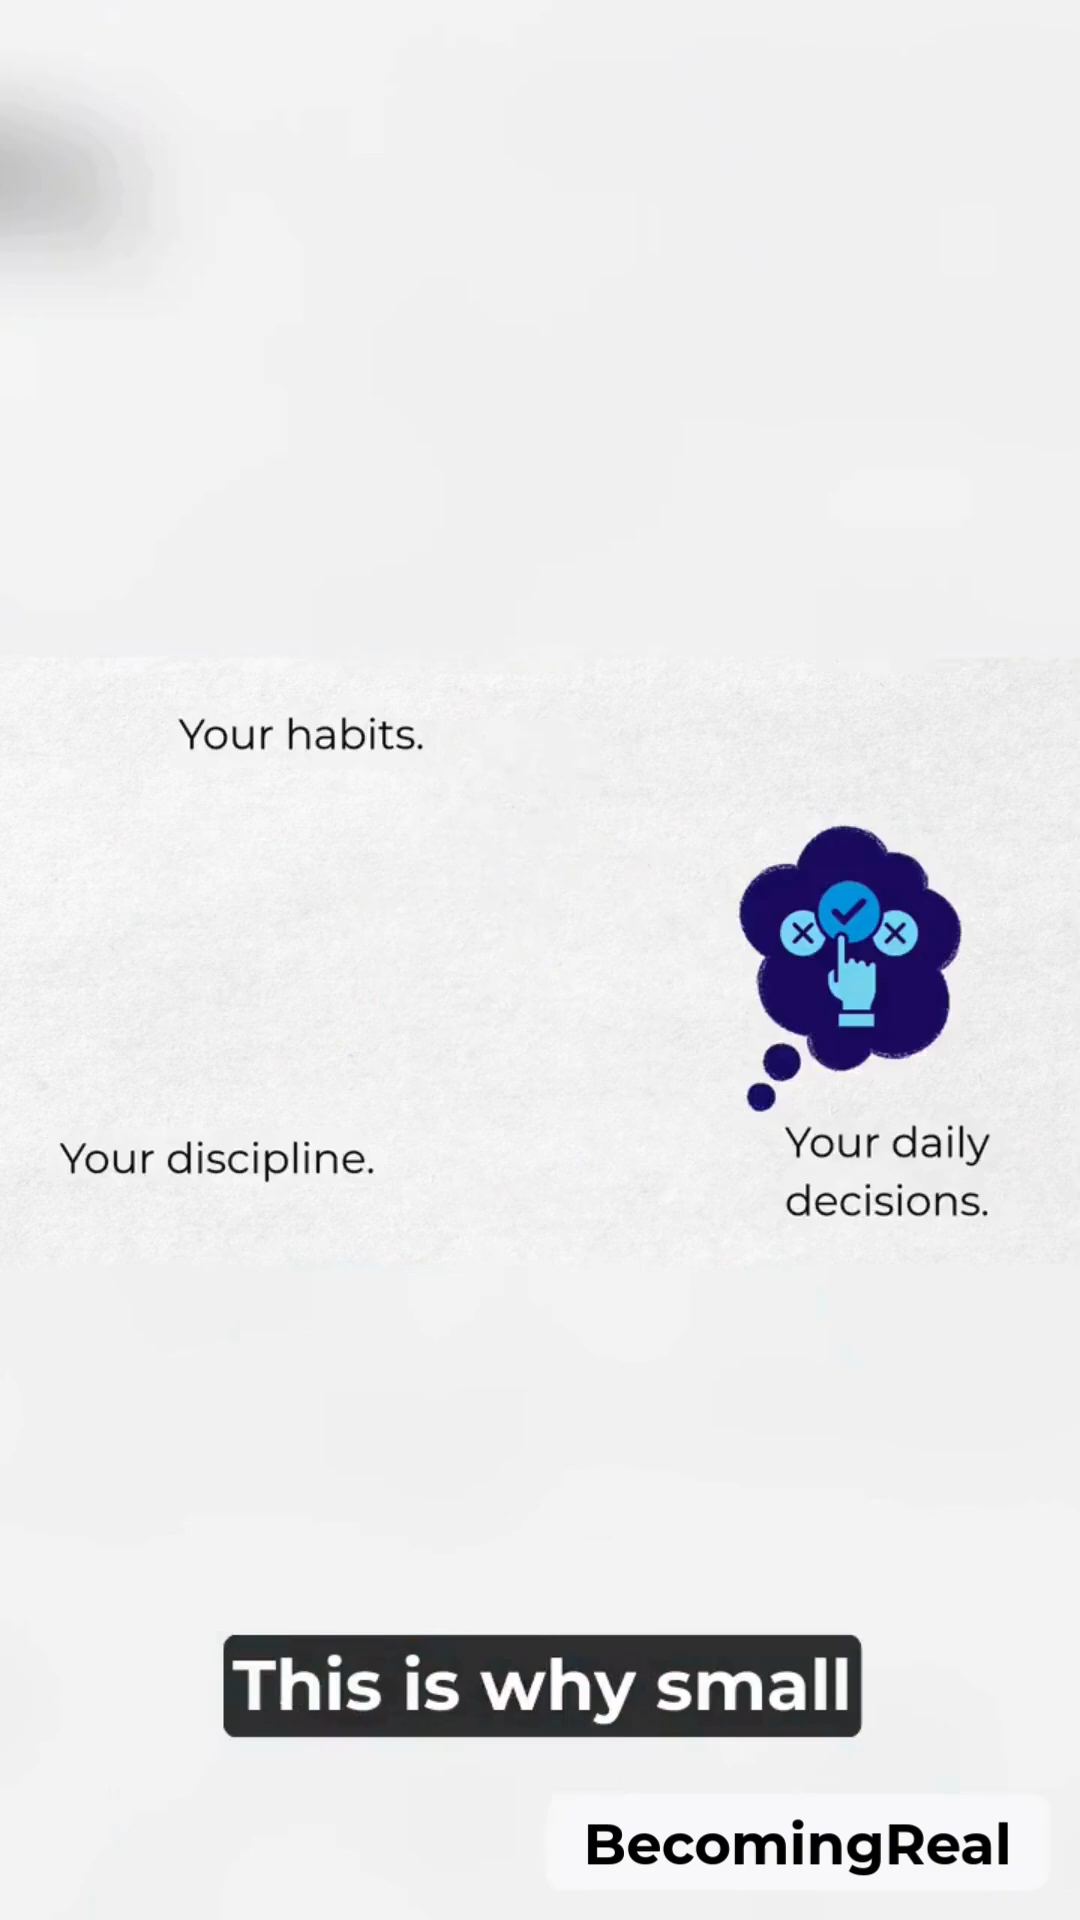 Your habits.
Your discipline.
Your daily
decisions.
This is why small
BecomingReal